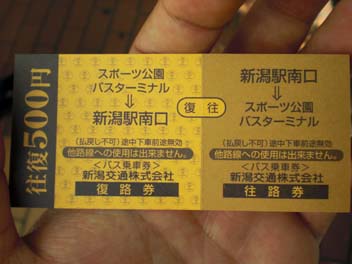 往復500円
スポーツ公園
バスターミナル
⇓
新潟駅南口
(払戻し不可)途中下車前途無効
他路線への使用は出来ません。
<バス乗車券>
新潟交通株式会社
復路券
復 往
新潟駅南口
⇓
スポーツ公園
バスターミナル
(払戻し不可)途中下車前途無効
他路線への使用は出来ません。
<バス乗車券>
新潟交通株式会社
往路券